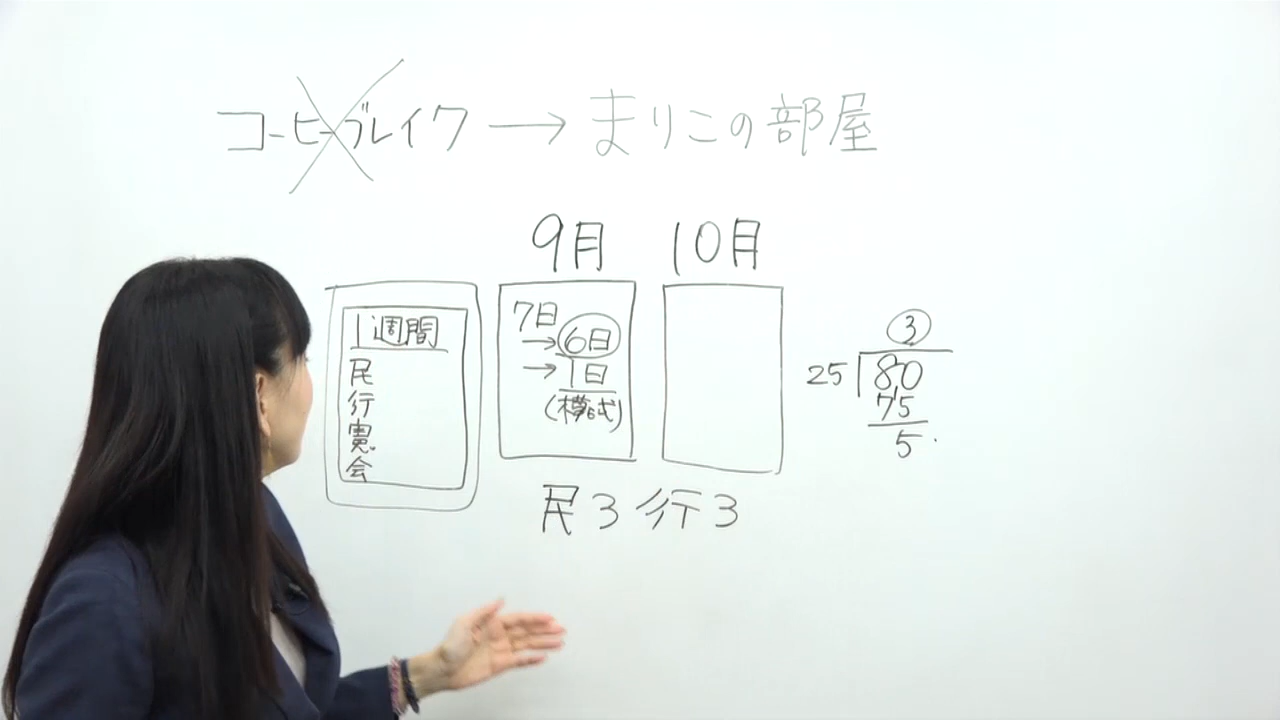 コーヒーブレイク → まりこの部屋
9月
10月
1週間
民
行
憲
会
7日
→6日
→1日
(模試)
3
25 80
75
5
民3 行3